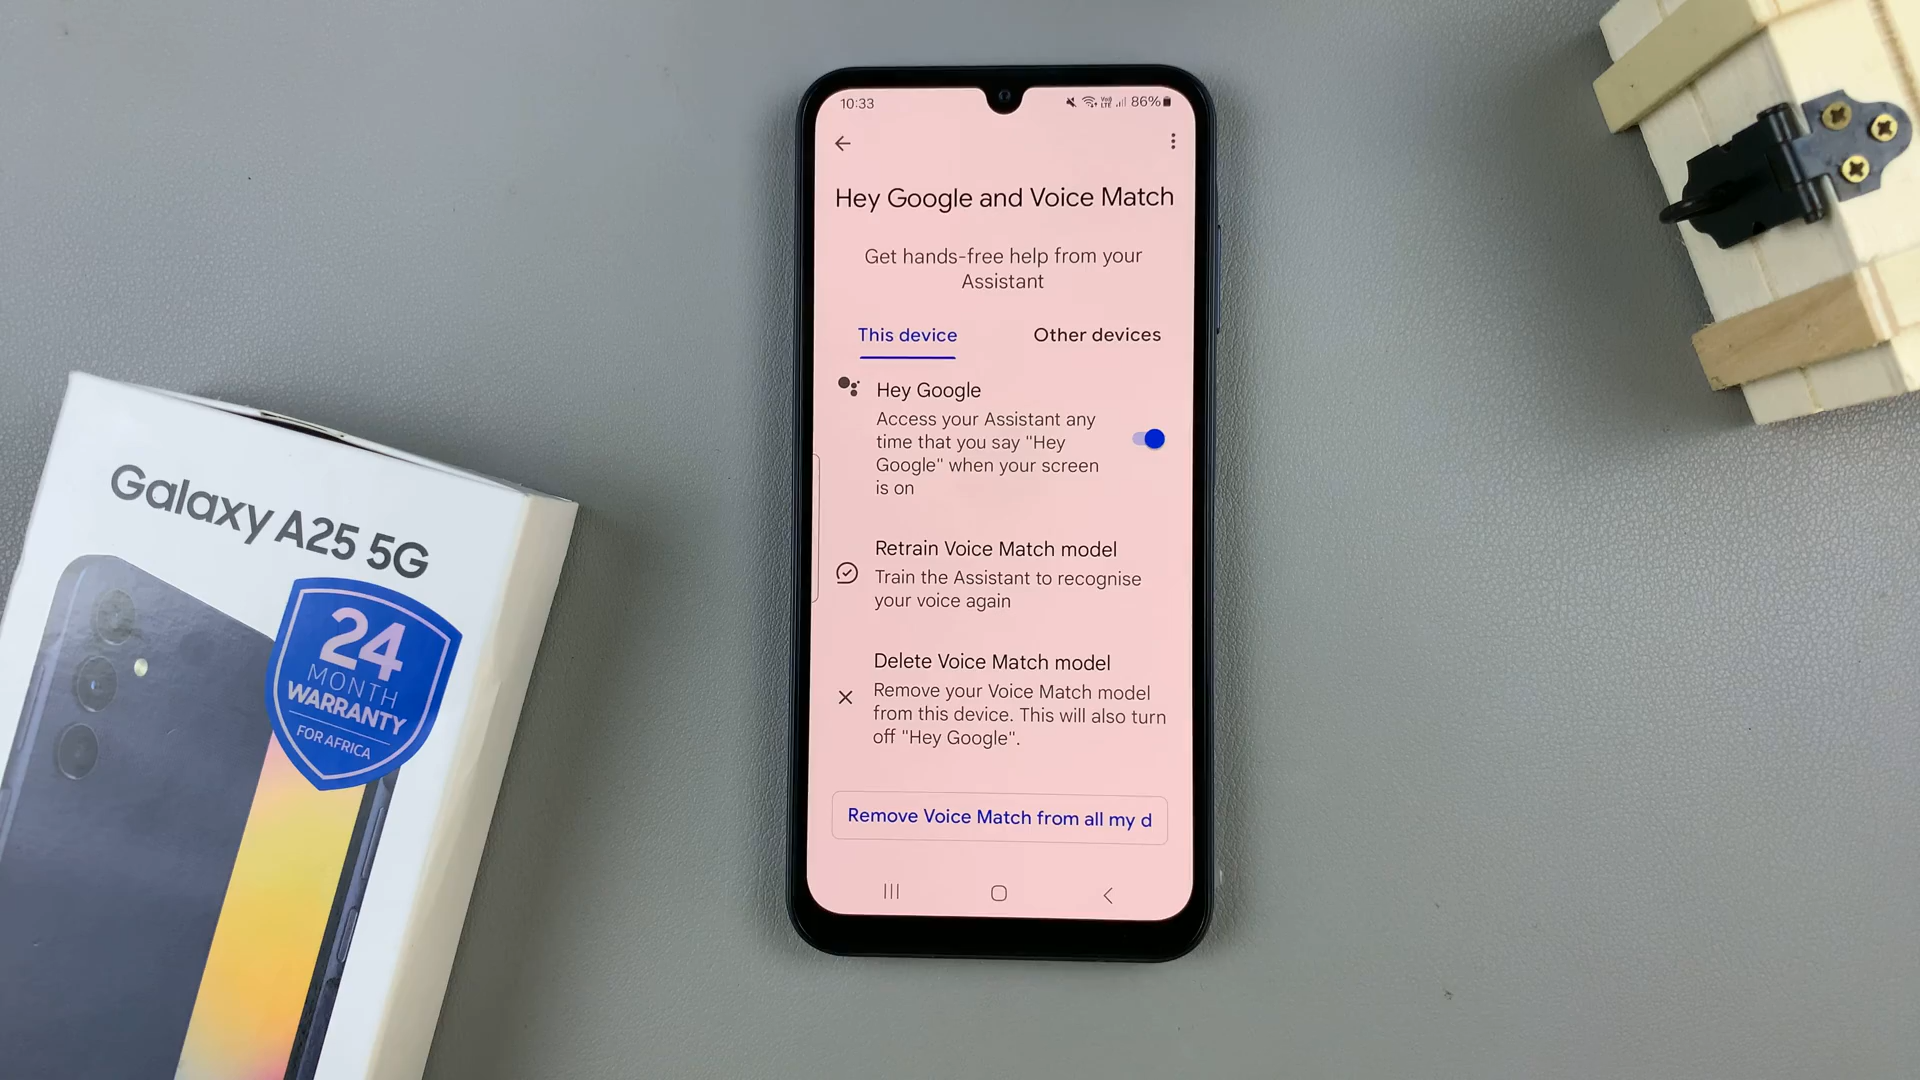 10:33
86%
Hey Google and Voice Match
Get hands-free help from your
Assistant
This device
Other devices
Hey Google
Access your Assistant any
time that you say "Hey
Google" when your screen
is on
Retrain Voice Match model
Train the Assistant to recognise
your voice again
Delete Voice Match model
Remove your Voice Match model
from this device. This will also turn
off "Hey Google".
Remove Voice Match from all my d
Galaxy A25 5G
24
MONTH
WARRANTY
FOR AFRICA